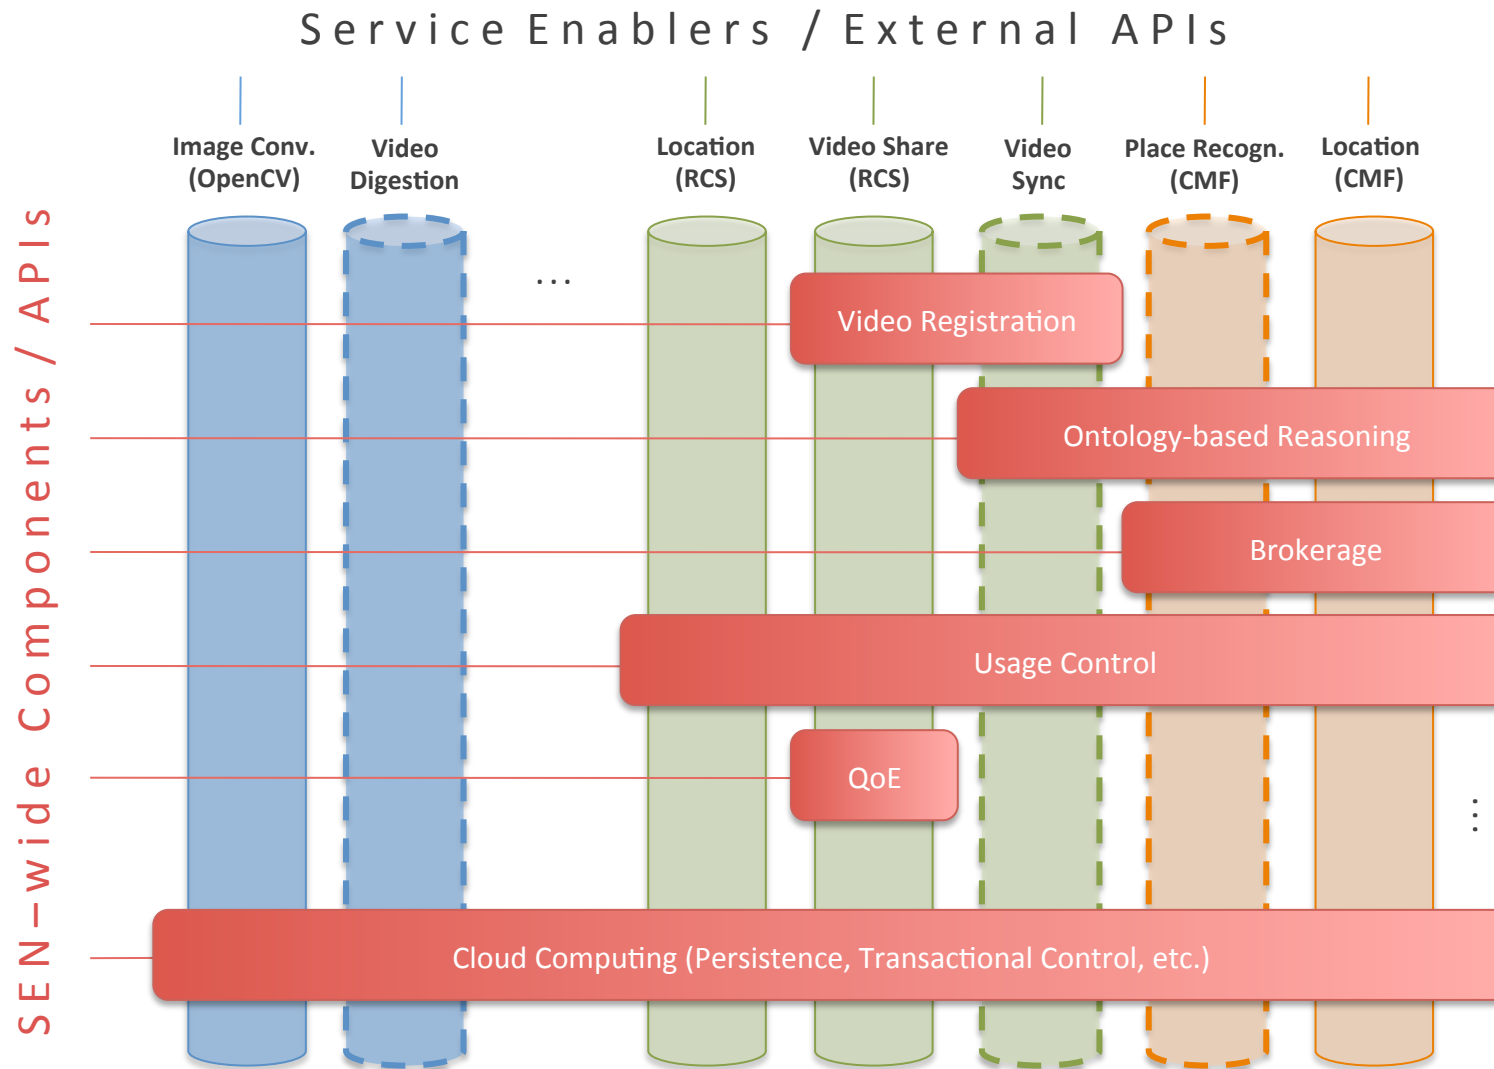 Service Enablers / External APIs
Image Conv.
(OpenCV)
Video
Digestion
Location
(RCS)
Video Share
(RCS)
Video
Sync
Place Recogn.
(CMF)
Location
(CMF)
SEN–wide Components / APIs
...
Video Registration
Ontology-based Reasoning
Brokerage
Usage Control
QoE
...
Cloud Computing (Persistence, Transactional Control, etc.)